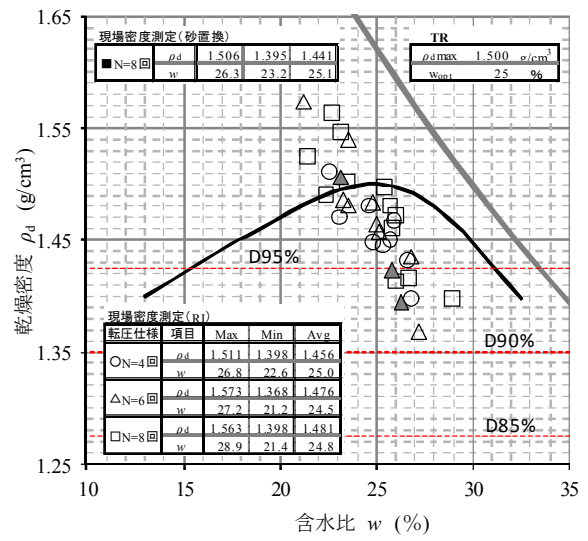 現場密度測定(砂置換)
■N=8回 ρd 1.506 1.395 1.441
w 26.3 23.2 25.1
TR
ρdmax 1.500 g/cm³
wopt 25 %
1.65
1.55
1.45
1.35
1.25
乾燥密度 ρd (g/cm³)
D95%
D90%
D85%
現場密度測定(RI)
転圧仕様 項目 Max Min Avg
○N=4回 ρd 1.511 1.398 1.456
w 26.8 22.6 25.0
△N=6回 ρd 1.573 1.368 1.476
w 27.2 21.2 24.5
□N=8回 ρd 1.563 1.398 1.481
w 28.9 21.4 24.8
10 15 20 25 30 35
含水比 w (%)